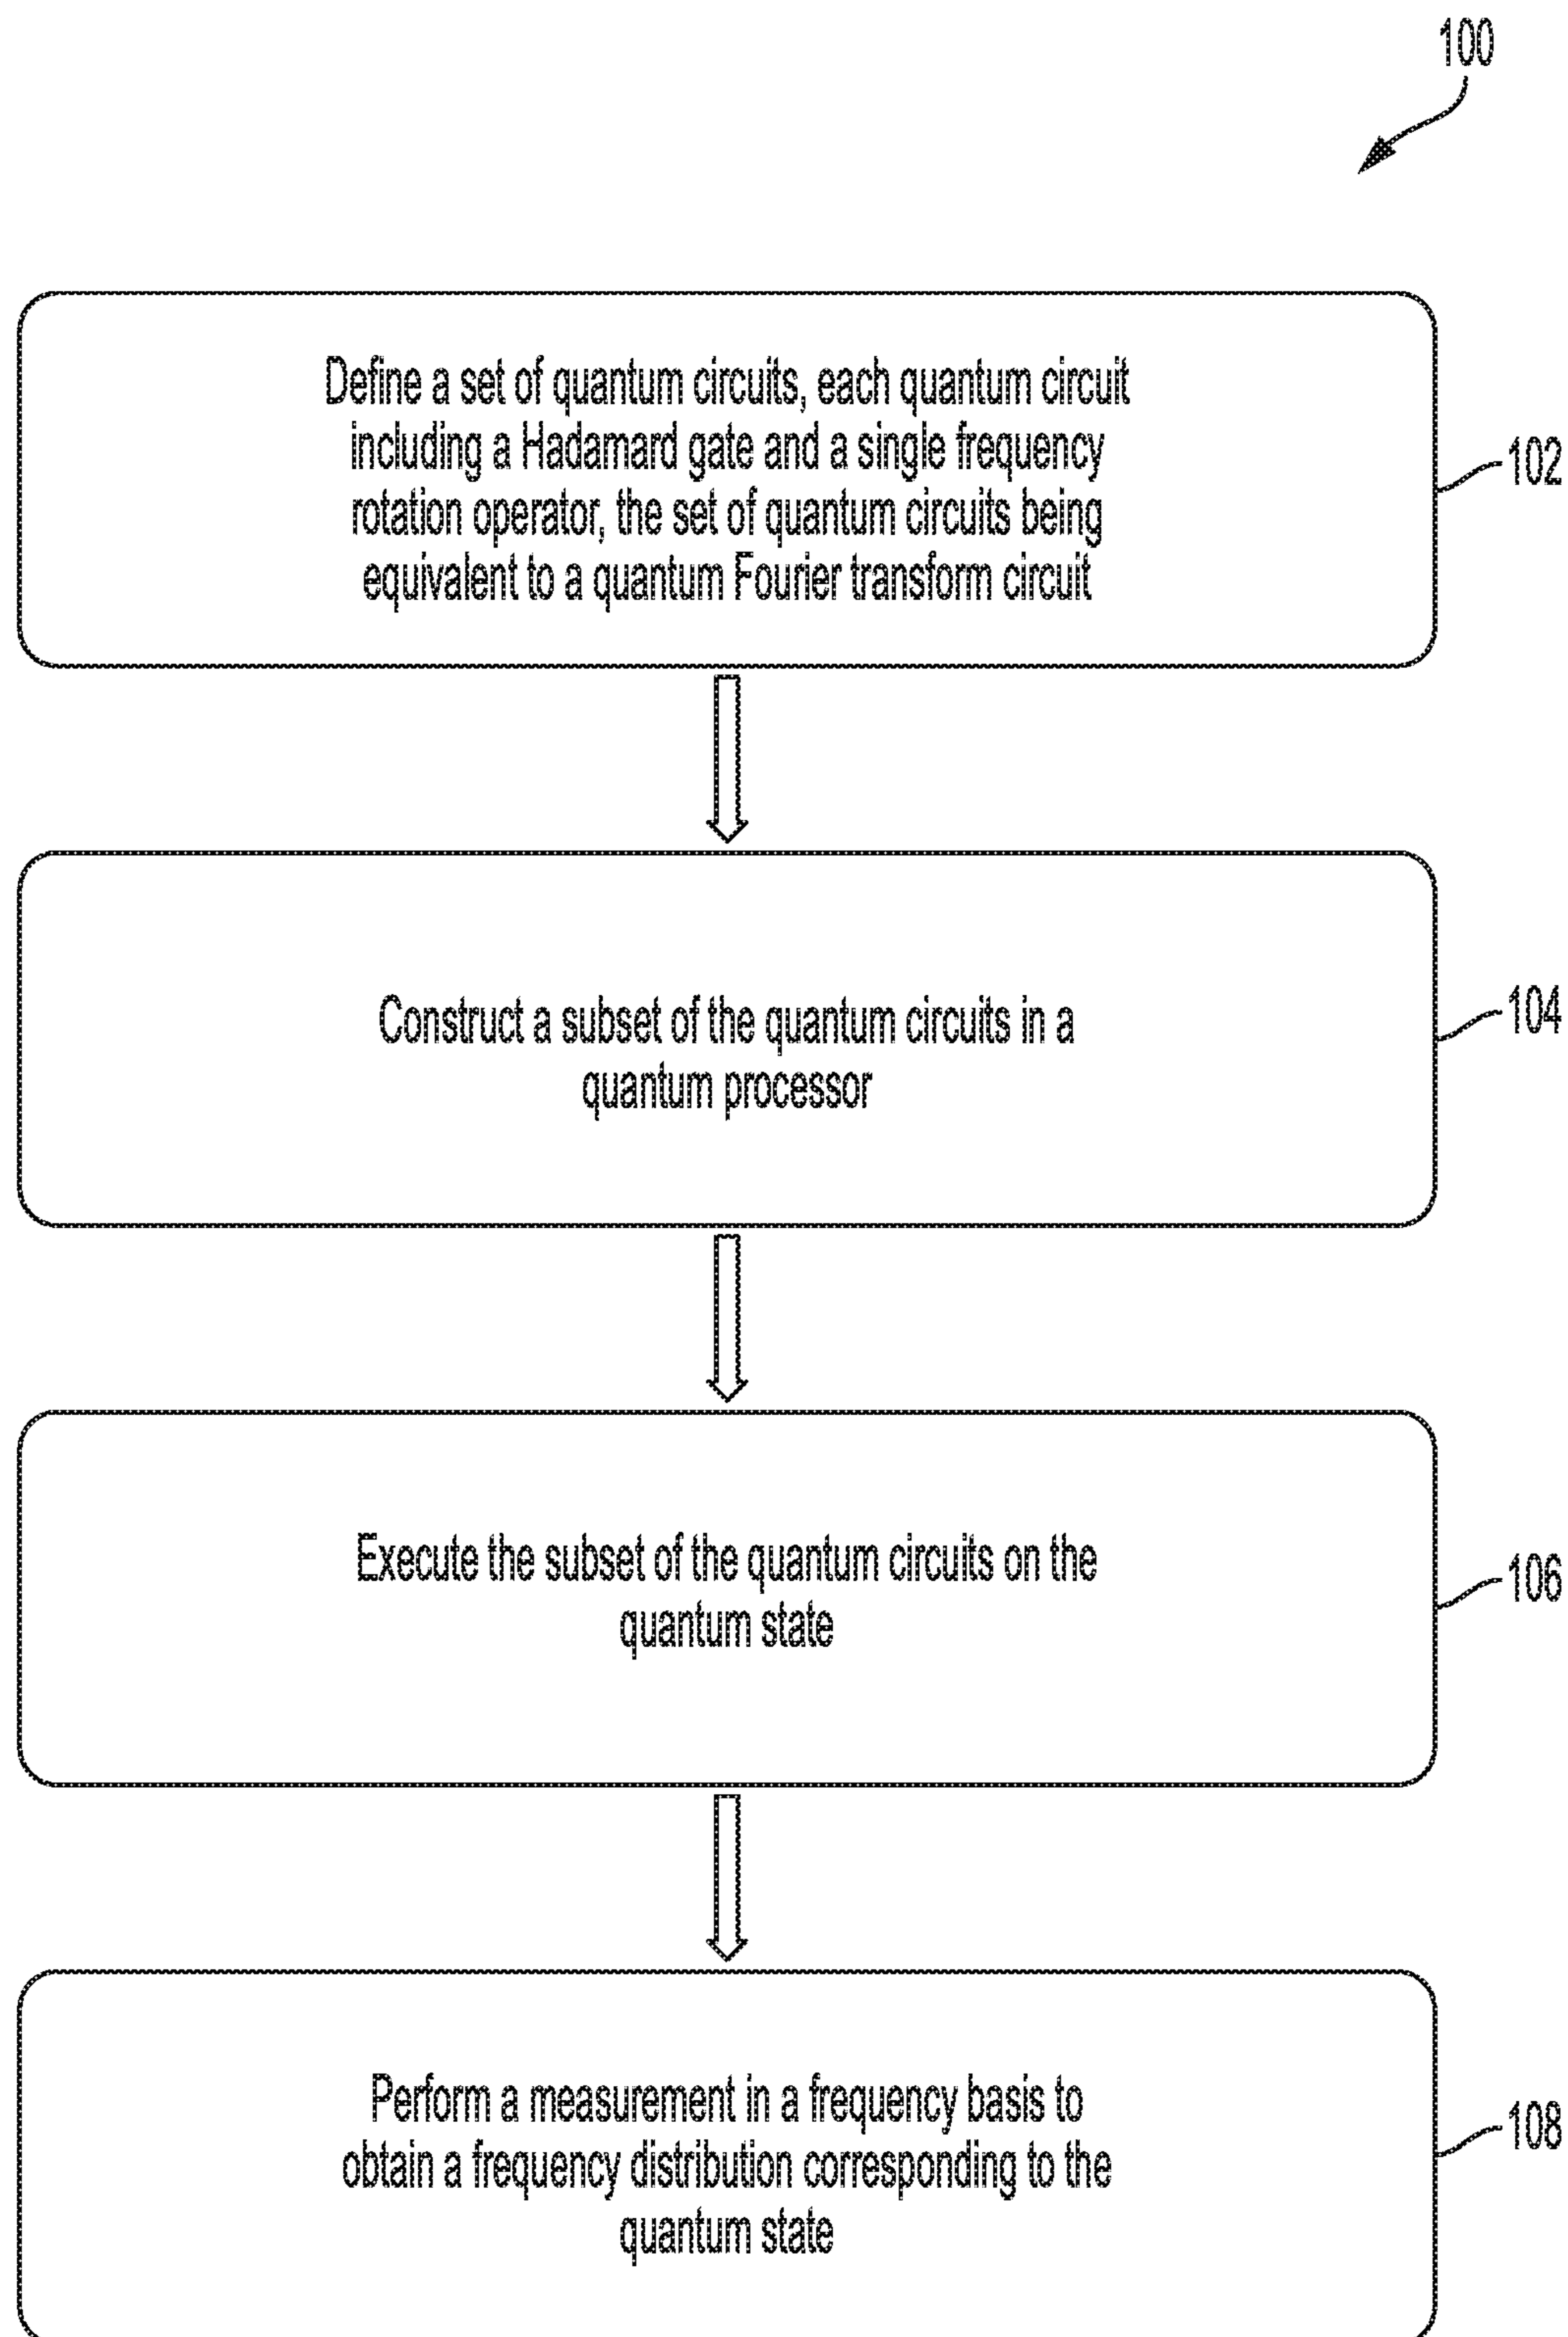 100
Define a set of quantum circuits, each quantum circuit
including a Hadamard gate and a single frequency
rotation operator, the set of quantum circuits being
equivalent to a quantum Fourier transform circuit
102
Construct a subset of the quantum circuits in a
quantum processor
104
Execute the subset of the quantum circuits on the
quantum state
106
Perform a measurement in a frequency basis to
obtain a frequency distribution corresponding to the
quantum state
108